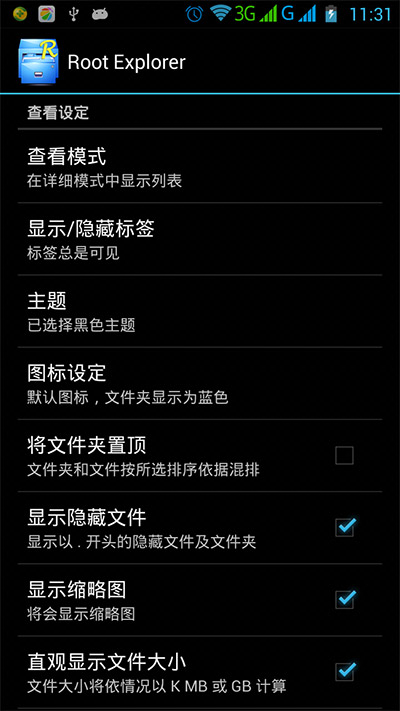 3G G 11:31
Root Explorer
查看设定
查看模式
在详细模式中显示列表
显示/隐藏标签
标签总是可见
主题
已选择黑色主题
图标设定
默认图标，文件夹显示为蓝色
将文件夹置顶
文件夹和文件按所选排序依据混排
显示隐藏文件
显示以 . 开头的隐藏文件及文件夹
显示缩略图
将会显示缩略图
直观显示文件大小
文件大小将依情况以 K MB 或 GB 计算